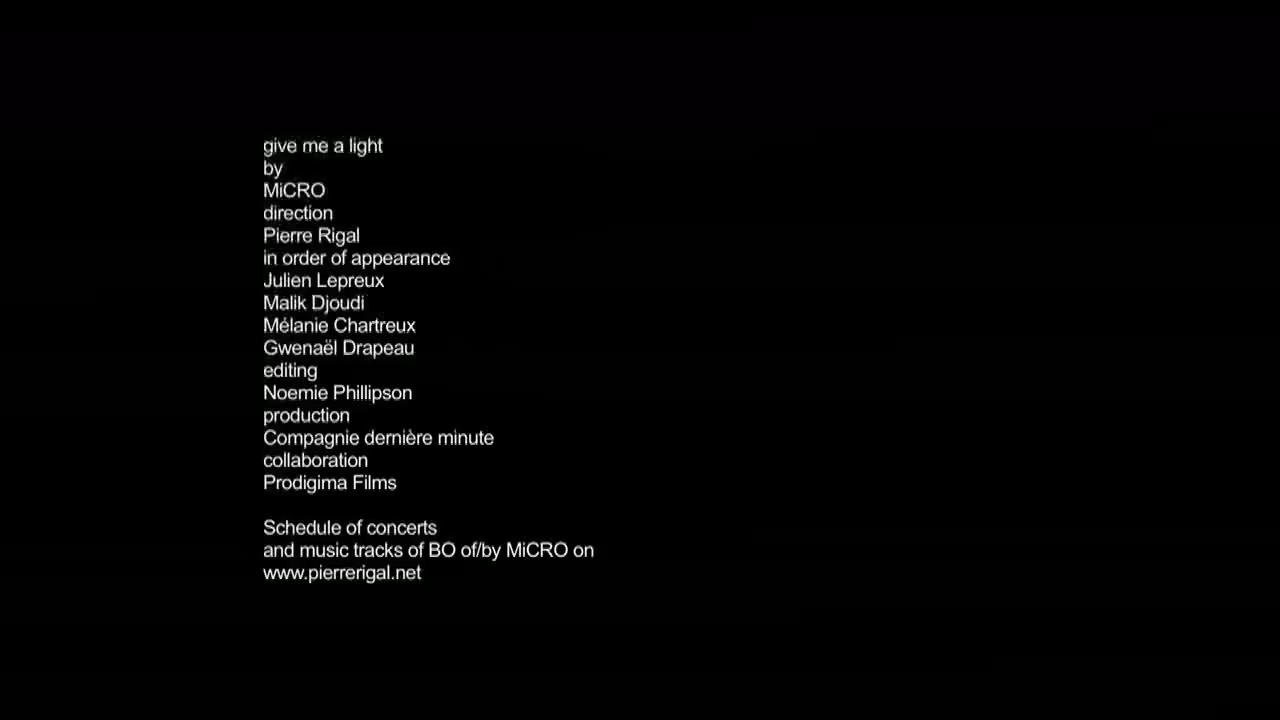 give me a light
by
MiCRO
direction
Pierre Rigal
in order of appearance
Julien Lepreux
Malik Djoudi
Mélanie Chartreux
Gwenaël Drapeau
editing
Noemie Phillipson
production
Compagnie dernière minute
collaboration
Prodigima Films
Schedule of concerts
and music tracks of BO of/by MiCRO on
www.pierrerigal.net